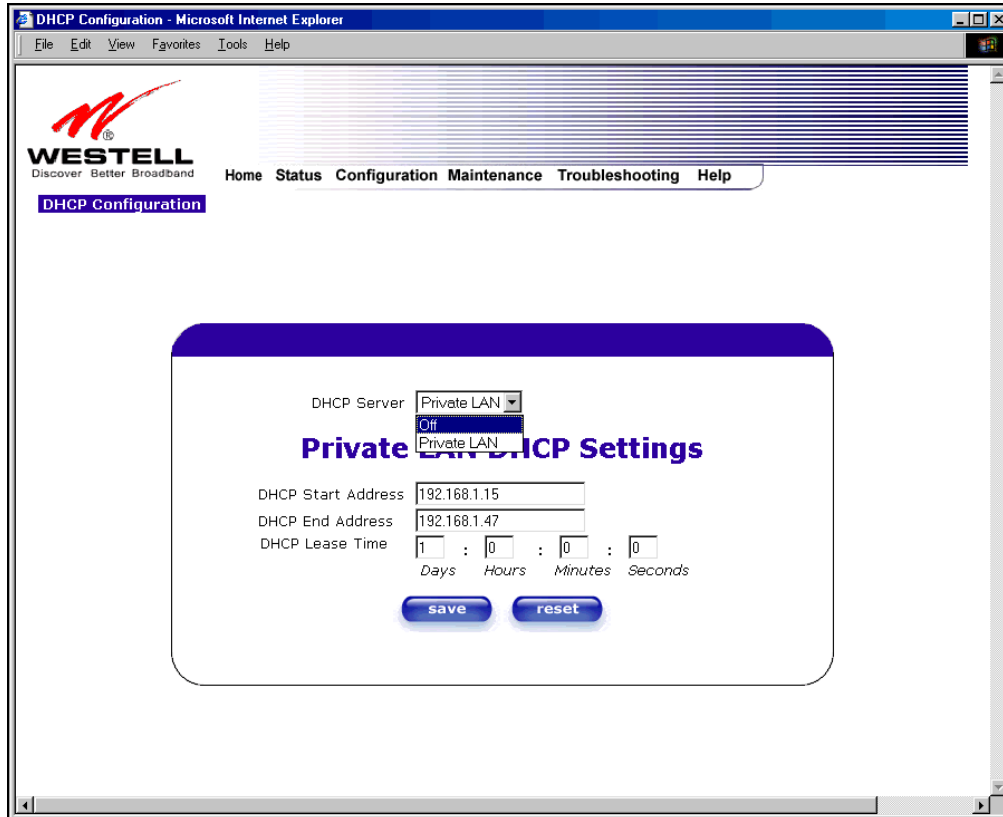 DHCP Configuration - Microsoft Internet Explorer
File Edit View Favorites Tools Help
®
WESTELL
Discover Better Broadband
Home Status Configuration Maintenance Troubleshooting Help
DHCP Configuration
DHCP Server Private LAN
Off
Private LAN
Private LAN DHCP Settings
DHCP Start Address 192.168.1.15
DHCP End Address 192.168.1.47
DHCP Lease Time 1 : 0 : 0 : 0
Days Hours Minutes Seconds
save reset